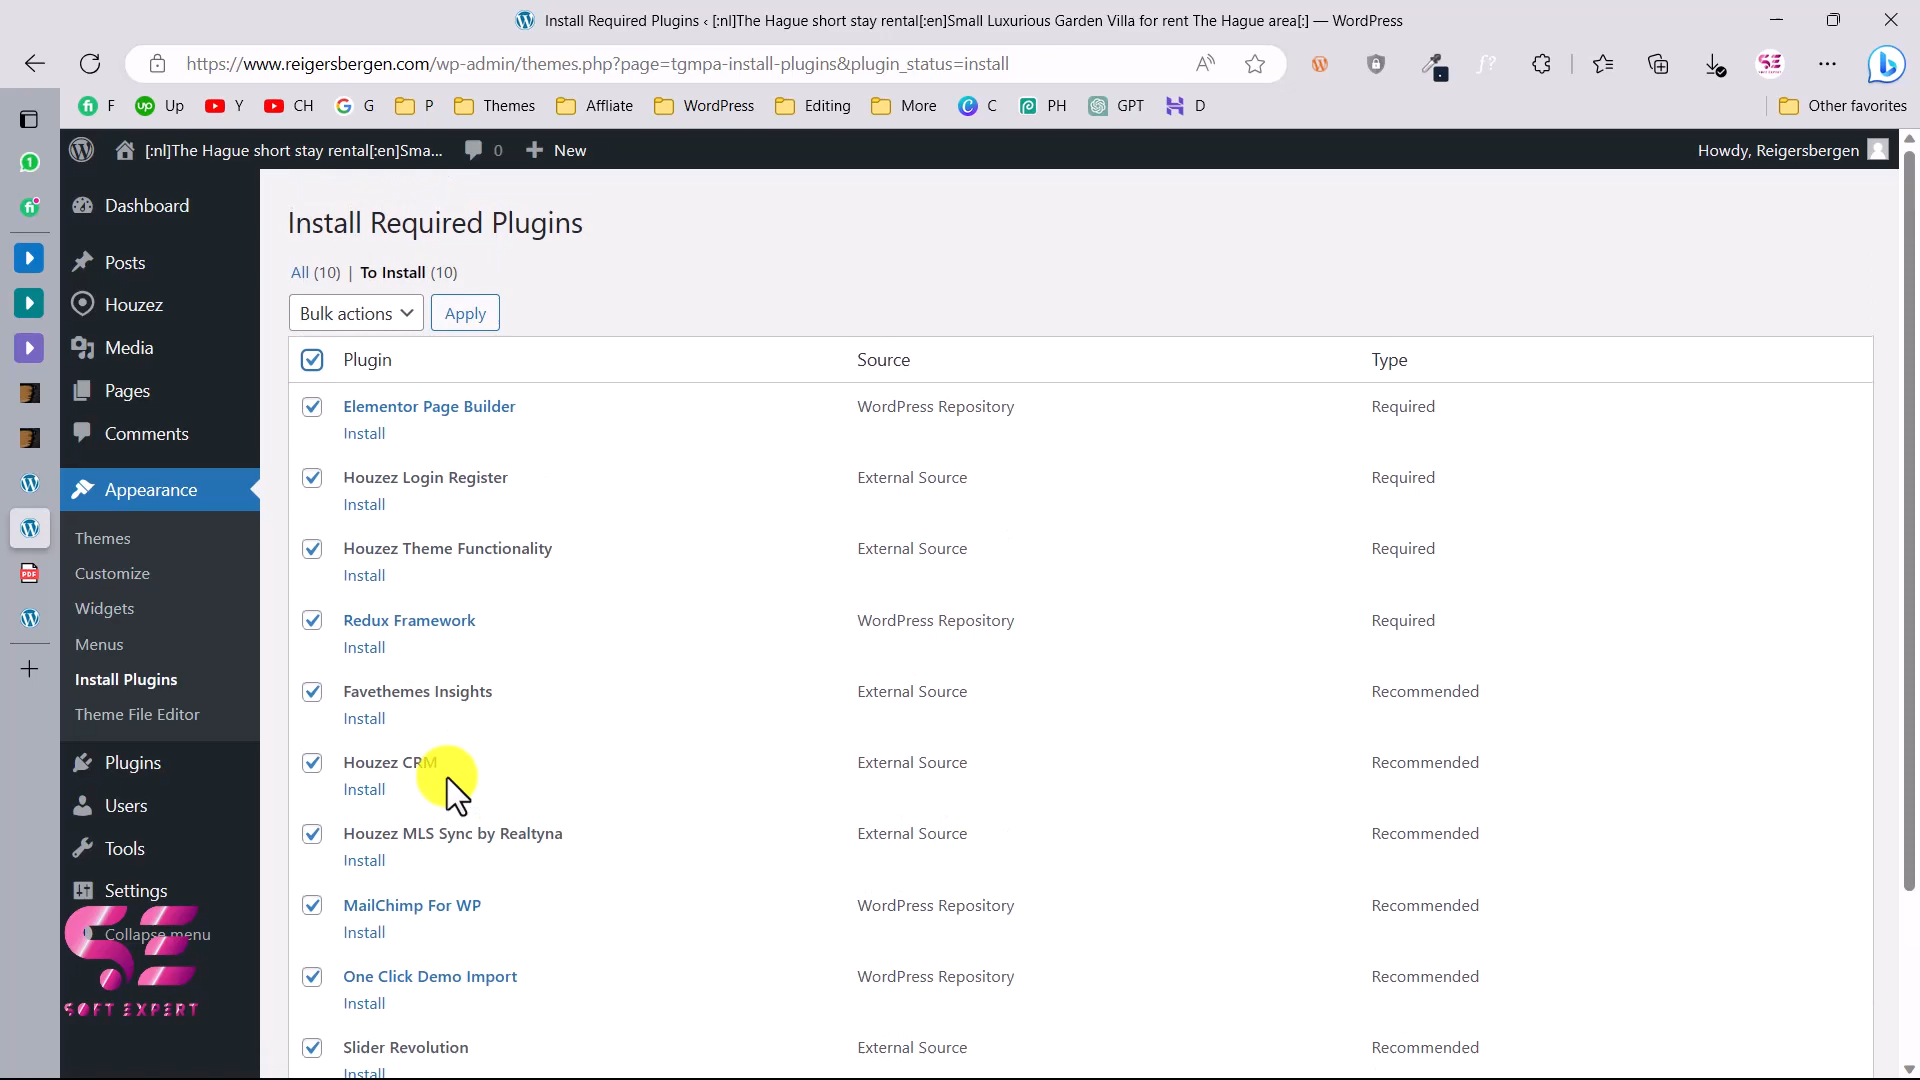 Install Required Plugins ‹ [:nl]The Hague short stay rental[:en]Small Luxurious Garden Villa for rent The Hague area[:] — WordPress
https://www.reigersbergen.com/wp-admin/themes.php?page=tgmpa-install-plugins&plugin_status=install
F Up Y CH G P Themes Affliate WordPress Editing More C PH GPT D Other favorites
[:nl]The Hague short stay rental[:en]Sma... 0 New Howdy, Reigersbergen
Dashboard
Posts
Houzez
Media
Pages
Comments
Appearance
Themes
Customize
Widgets
Menus
Install Plugins
Theme File Editor
Plugins
Users
Tools
Settings
Collapse menu
SE
SOFT EXPERT
Install Required Plugins
All (10) | To Install (10)
Bulk actions Apply
Plugin Source Type
Elementor Page Builder WordPress Repository Required
Install
Houzez Login Register External Source Required
Install
Houzez Theme Functionality External Source Required
Install
Redux Framework WordPress Repository Required
Install
Favethemes Insights External Source Recommended
Install
Houzez CRM External Source Recommended
Install
Houzez MLS Sync by Realtyna External Source Recommended
Install
MailChimp For WP WordPress Repository Recommended
Install
One Click Demo Import WordPress Repository Recommended
Install
Slider Revolution External Source Recommended
Install